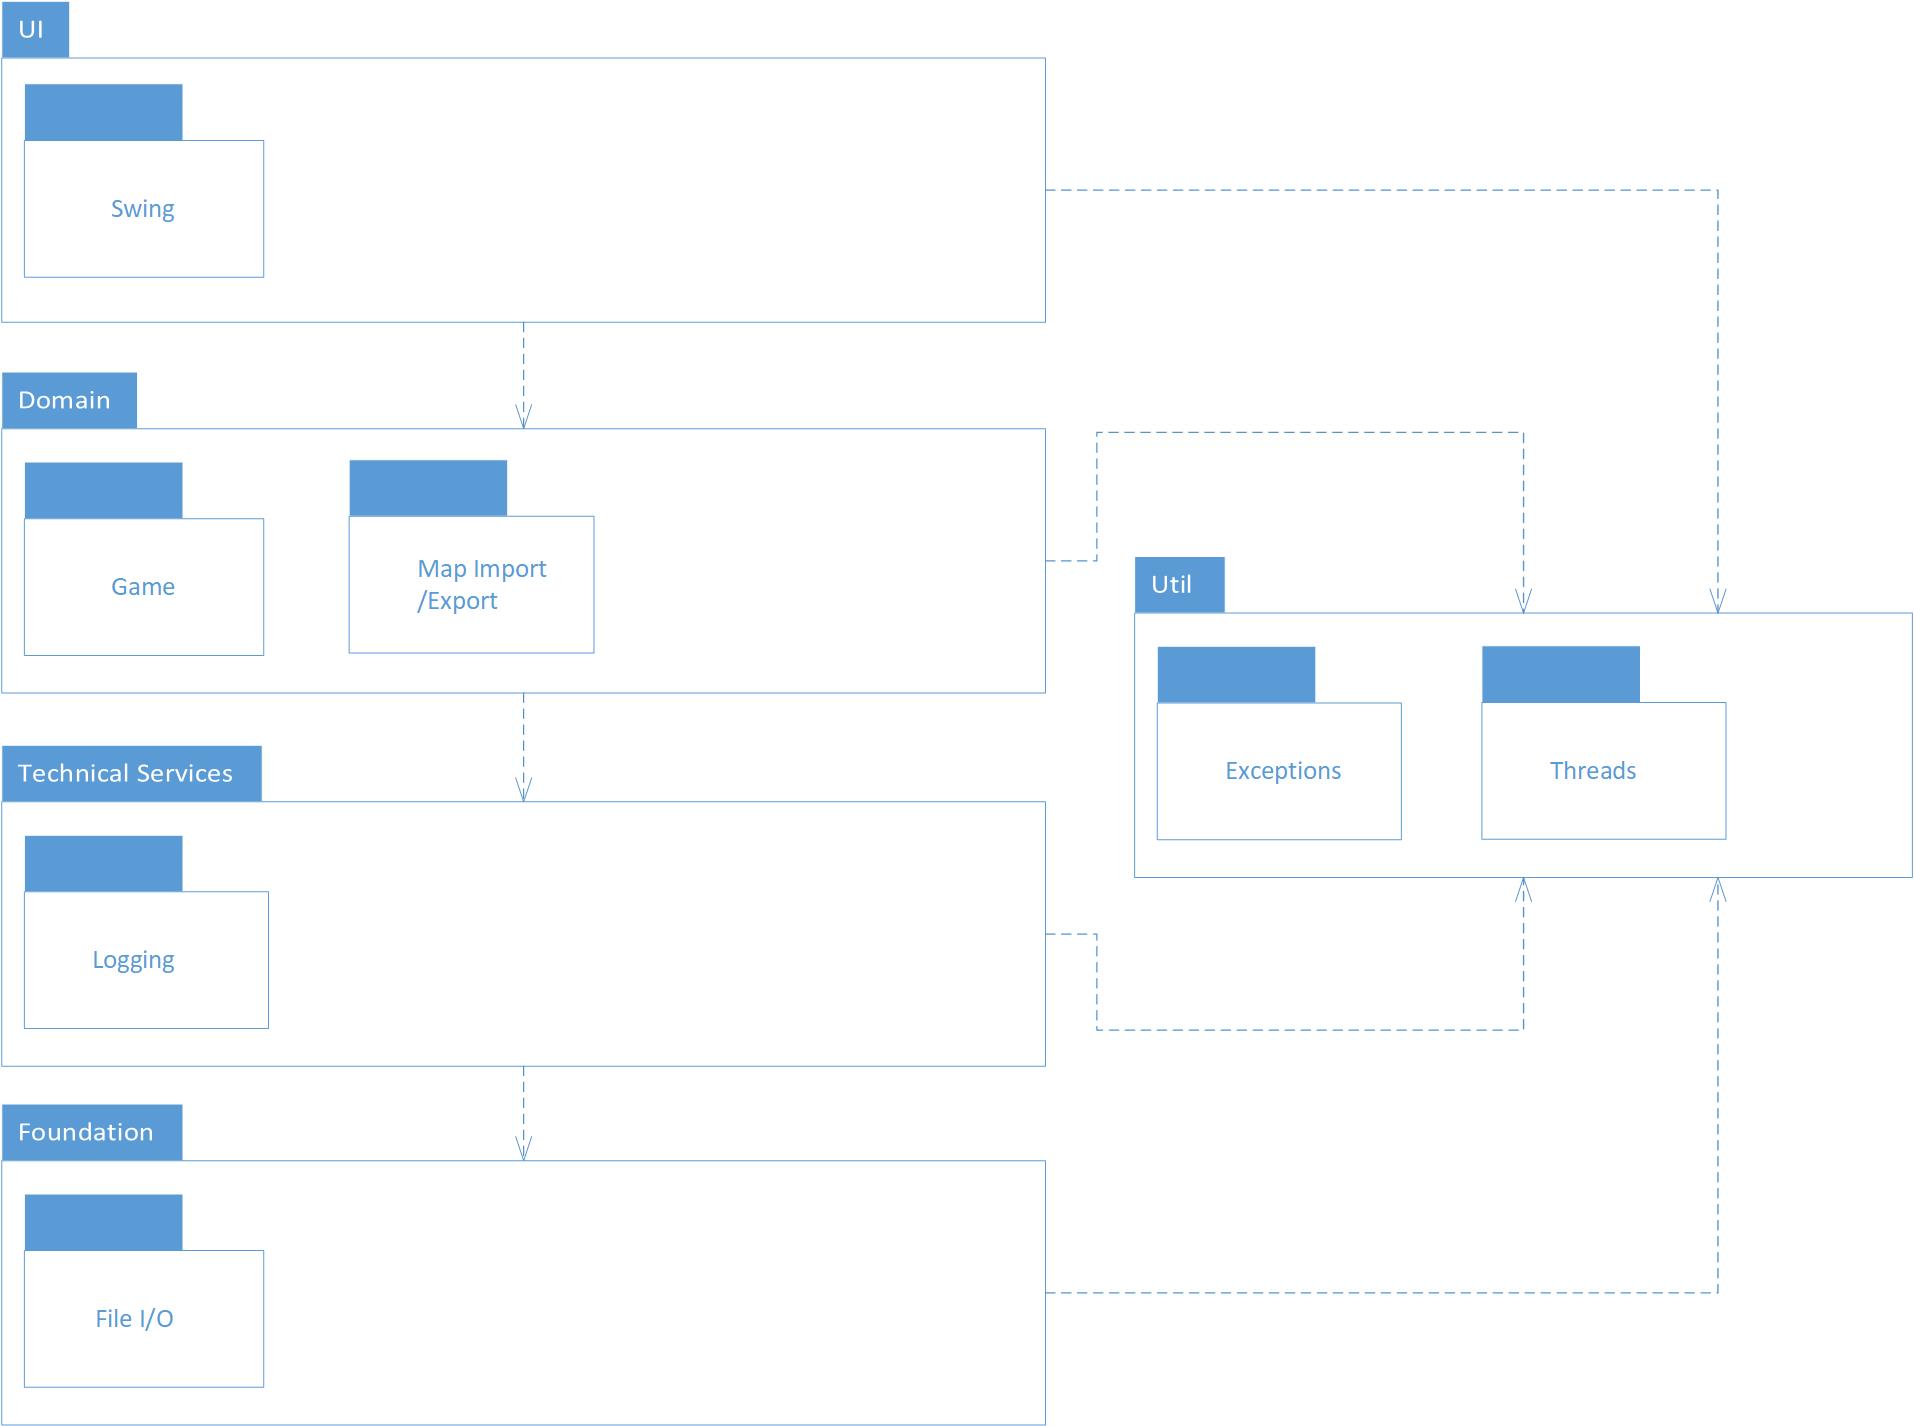 UI
Swing
Domain
Game
Map Import
/Export
Util
Exceptions
Threads
Technical Services
Logging
Foundation
File I/O